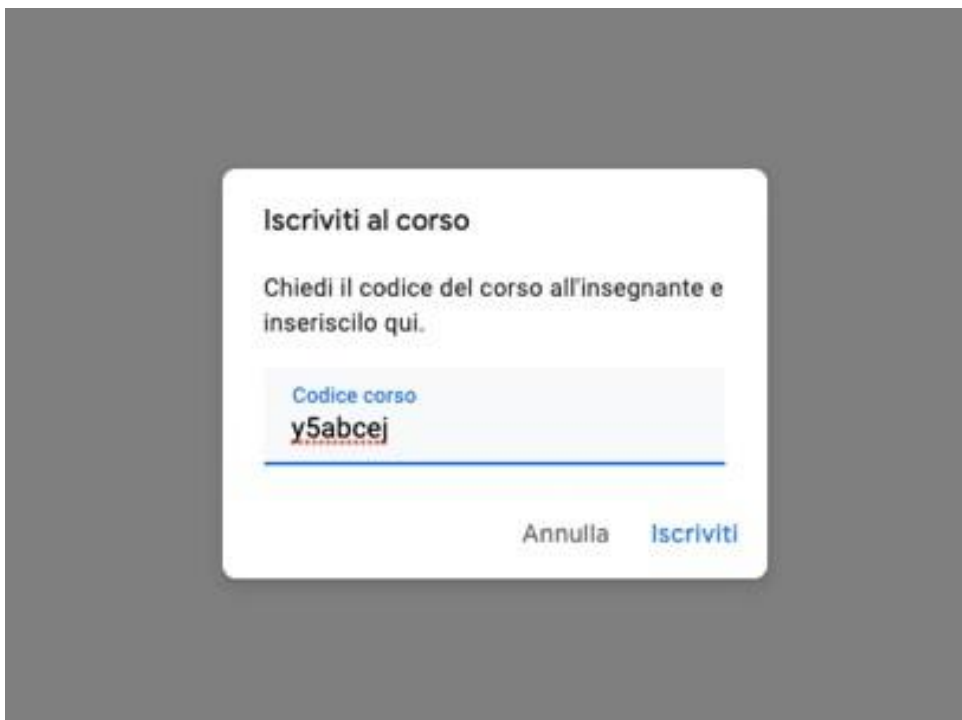 Iscriviti al corso
Chiedi il codice del corso all'insegnante e
inseriscilo qui.
Codice corso
y5abcej
Annulla Iscriviti